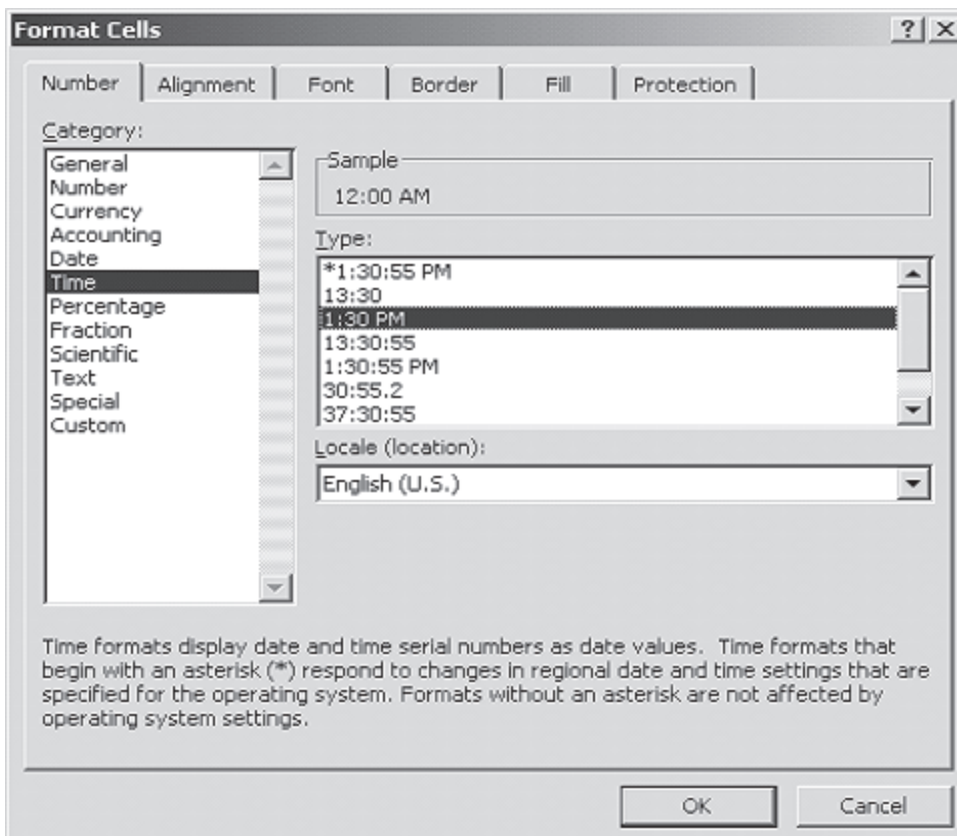 Format Cells
Number Alignment Font Border Fill Protection
Category:
General
Number
Currency
Accounting
Date
Time
Percentage
Fraction
Scientific
Text
Special
Custom
Sample
12:00 AM
Type:
*1:30:55 PM
13:30
1:30 PM
13:30:55
1:30:55 PM
30:55.2
37:30:55
Locale (location):
English (U.S.)
Time formats display date and time serial numbers as date values. Time formats that
begin with an asterisk (*) respond to changes in regional date and time settings that are
specified for the operating system. Formats without an asterisk are not affected by
operating system settings.
OK Cancel